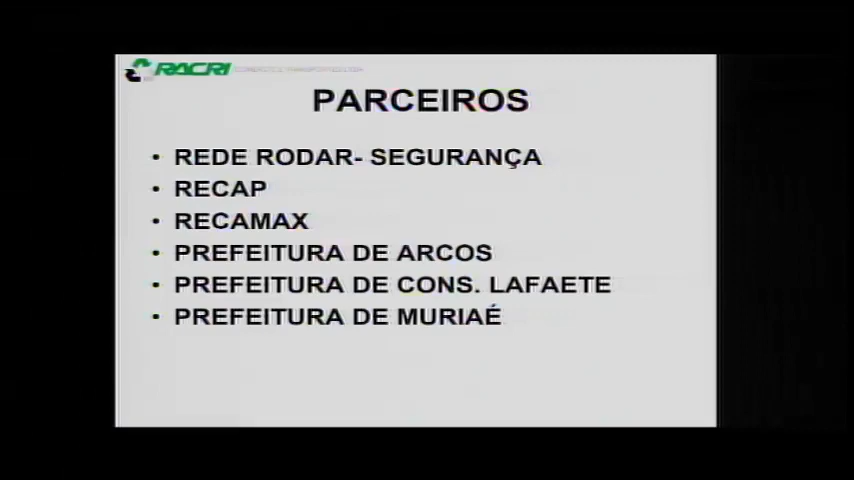 RACRI
PARCEIROS
• REDE RODAR- SEGURANÇA
• RECAP
• RECAMAX
• PREFEITURA DE ARCOS
• PREFEITURA DE CONS. LAFAETE
• PREFEITURA DE MURIAÉ